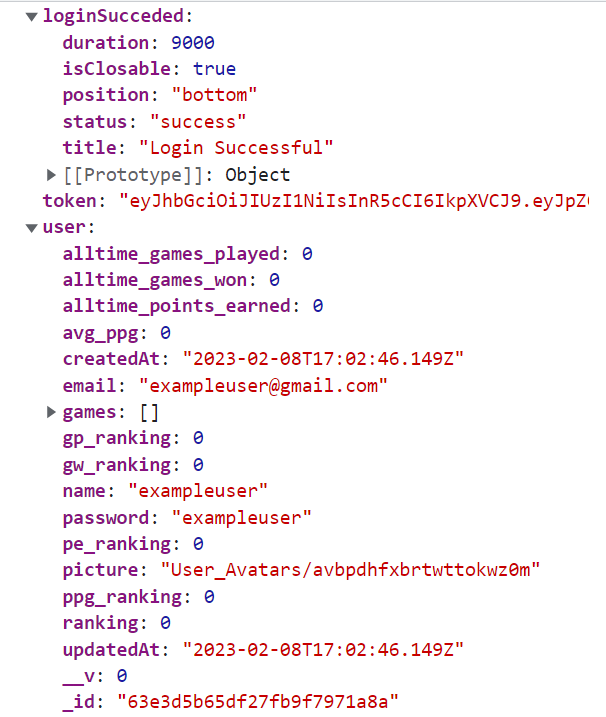 loginSucceded:
duration: 9000
isClosable: true
position: "bottom"
status: "success"
title: "Login Successful"
[[Prototype]]: Object
token: "eyJhbGciOiJIUzI1NiIsInR5cCI6IkpXVCJ9.eyJpZ
user:
alltime_games_played: 0
alltime_games_won: 0
alltime_points_earned: 0
avg_ppg: 0
createdAt: "2023-02-08T17:02:46.149Z"
email: "exampleuser@gmail.com"
games: []
gp_ranking: 0
gw_ranking: 0
name: "exampleuser"
password: "exampleuser"
pe_ranking: 0
picture: "User_Avatars/avbpdhfxbrtwttokwz0m"
ppg_ranking: 0
ranking: 0
updatedAt: "2023-02-08T17:02:46.149Z"
__v: 0
_id: "63e3d5b65df27fb9f7971a8a"